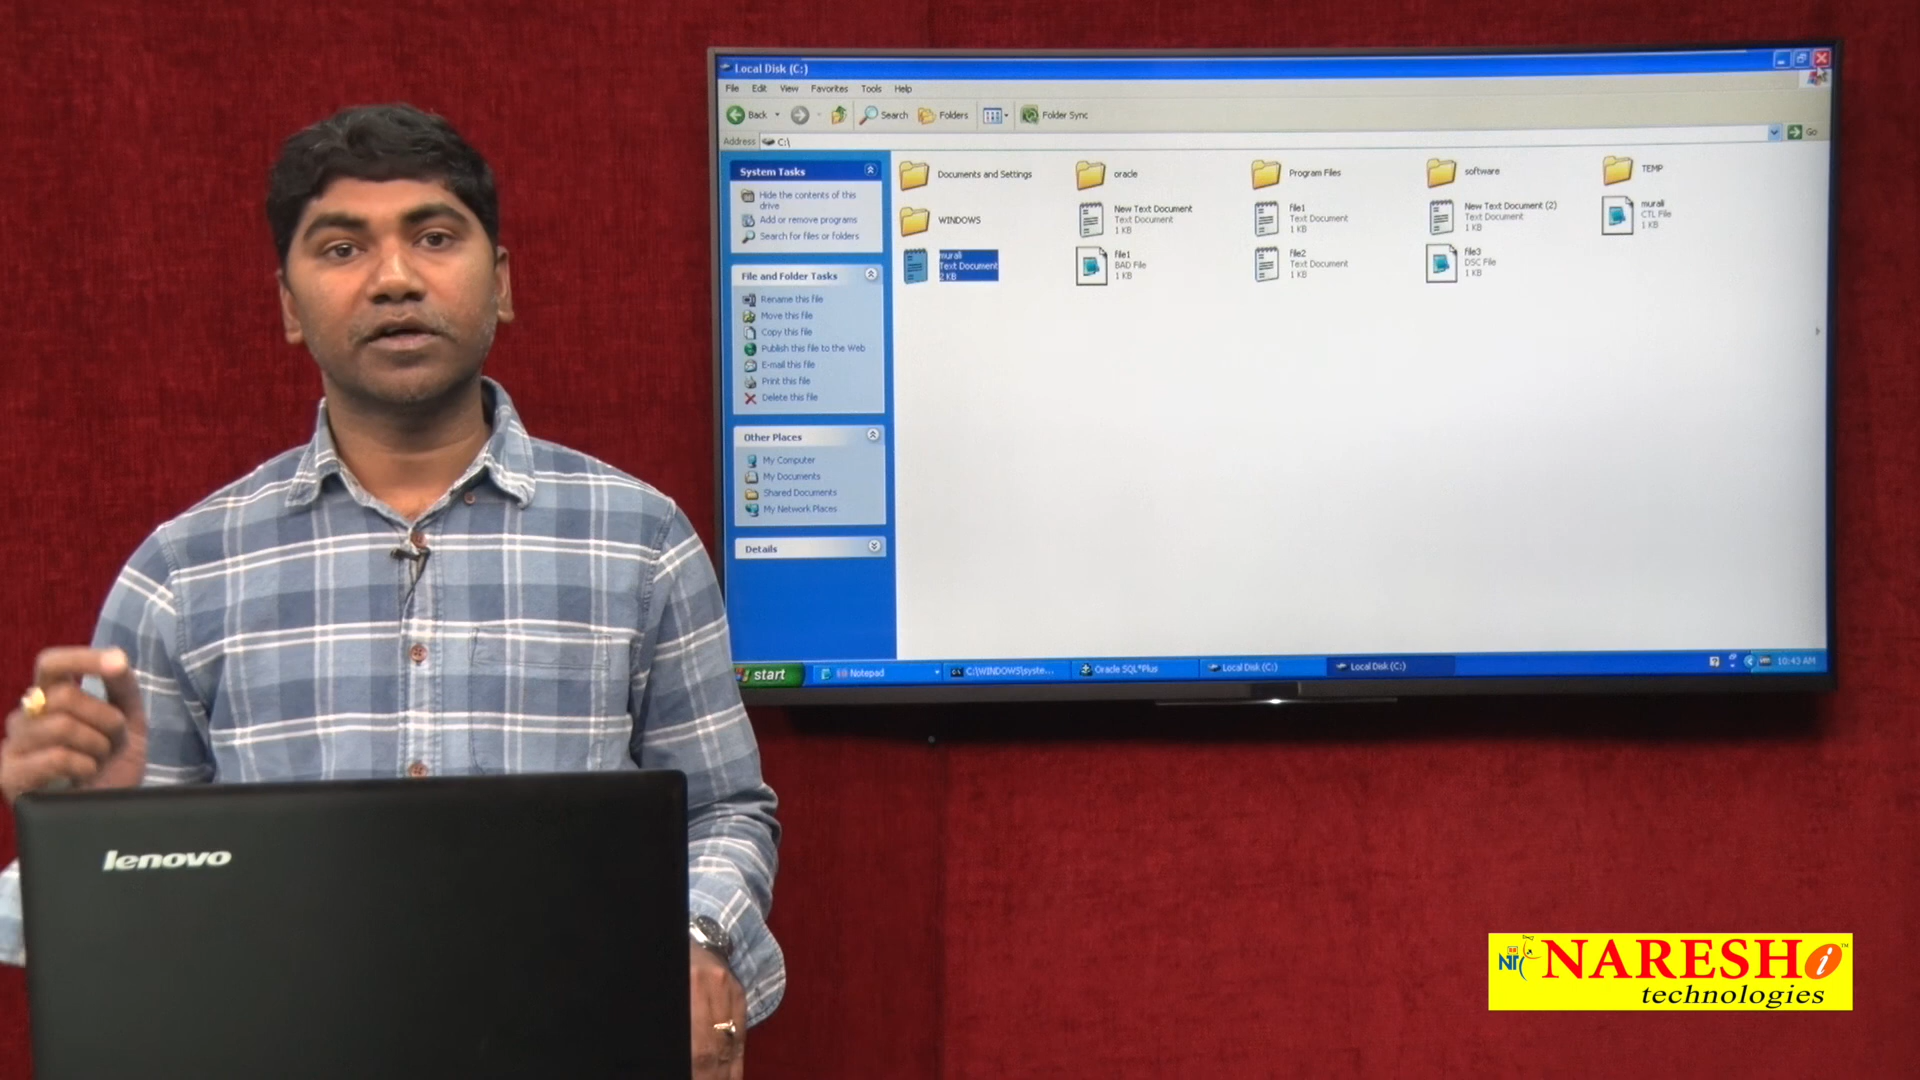 Local Disk (C:)
File Edit View Favorites Tools Help
Back Search Folders Folder Sync
Address C:\ Go
System Tasks
Hide the contents of this
drive
Add or remove programs
Search for files or folders
File and Folder Tasks
Rename this file
Move this file
Copy this file
Publish this file to the Web
E-mail this file
Print this file
Delete this file
Other Places
My Computer
My Documents
Shared Documents
My Network Places
Details
Documents and Settings
oracle
Program Files
software
TEMP
WINDOWS
New Text Document
Text Document
1 KB
file1
Text Document
1 KB
New Text Document (2)
Text Document
1 KB
murali
CTL File
1 KB
murali
Text Document
2 KB
file1
BAD File
1 KB
file2
Text Document
1 KB
file3
DSC File
1 KB
start
Notepad
C:\WINDOWS\syste...
Oracle SQL*Plus
Local Disk (C:)
Local Disk (C:)
10:43 AM
lenovo
NT NARESH i TM
technologies